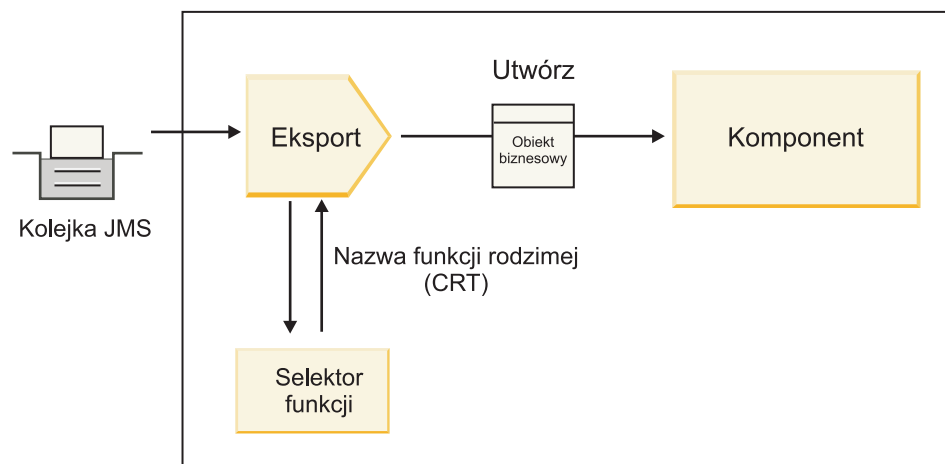 Utwórz
Eksport
Obiekt
biznesowy
Komponent
Kolejka JMS
Nazwa funkcji rodzimej
(CRT)
Selektor
funkcji